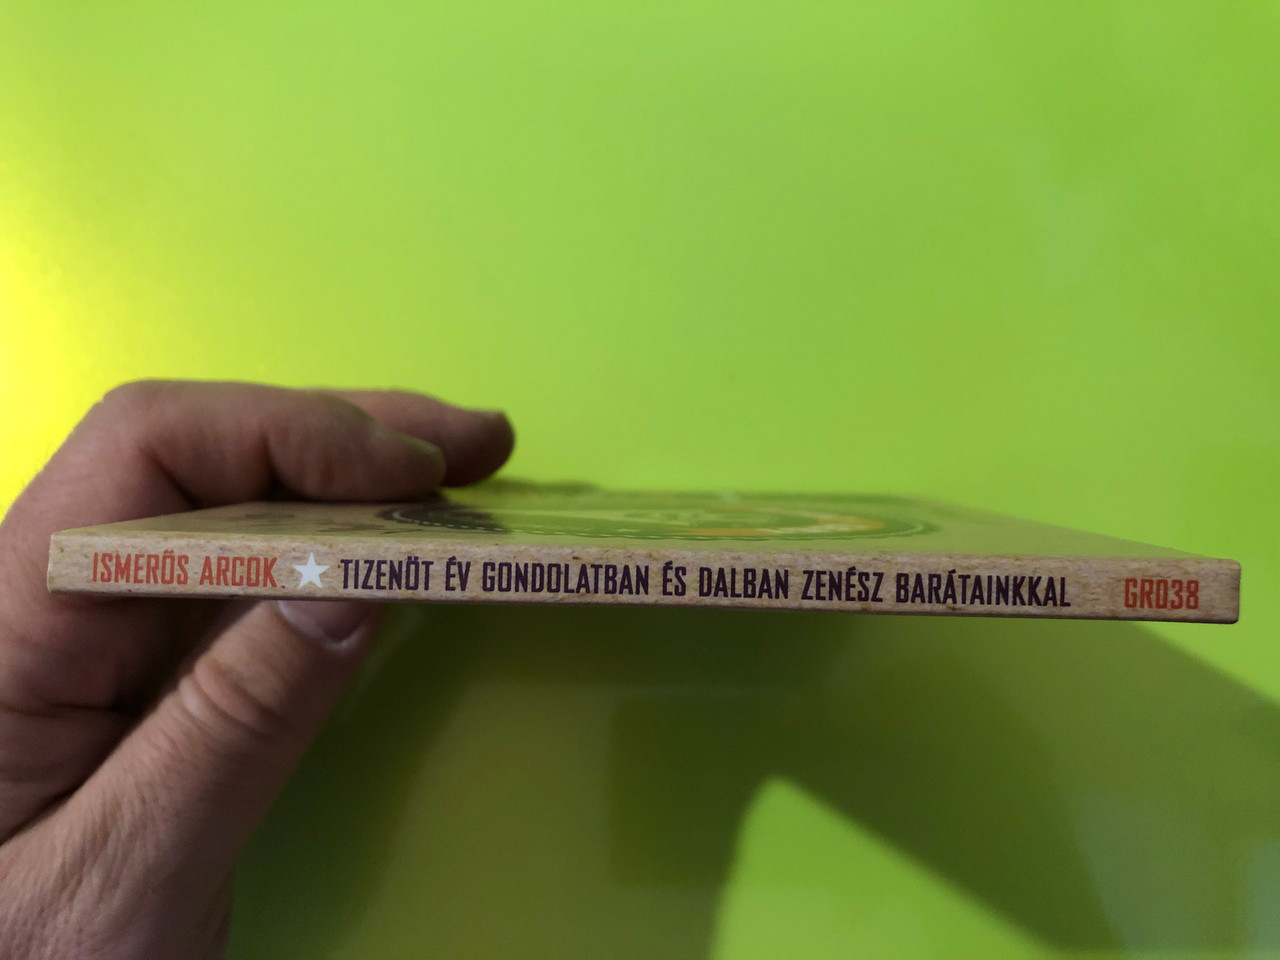 ISMERŐS ARCOK ★ TIZENÖT ÉV GONDOLATBAN ÉS DALBAN ZENÉSZ BARÁTAINKKAL GR038